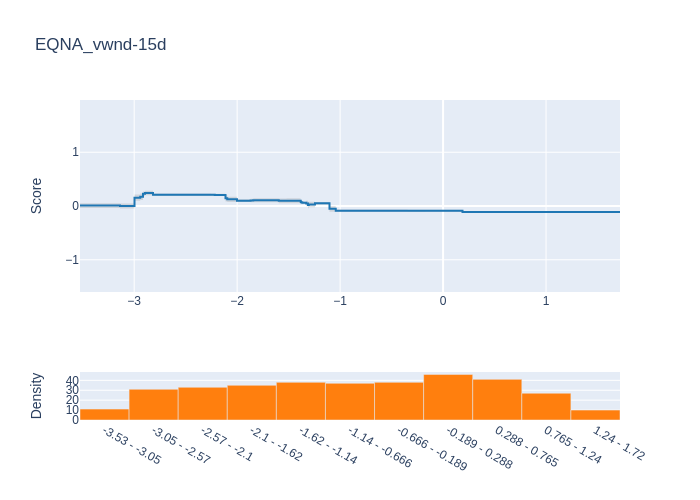 EQNA_vwnd-15d
Score
1
0
−1
−3
−2
−1
0
1
Density
40
30
20
10
0
-3.53 - -3.05
-3.05 - -2.57
-2.57 - -2.1
-2.1 - -1.62
-1.62 - -1.14
-1.14 - -0.666
-0.666 - -0.189
-0.189 - 0.288
0.288 - 0.765
0.765 - 1.24
1.24 - 1.72